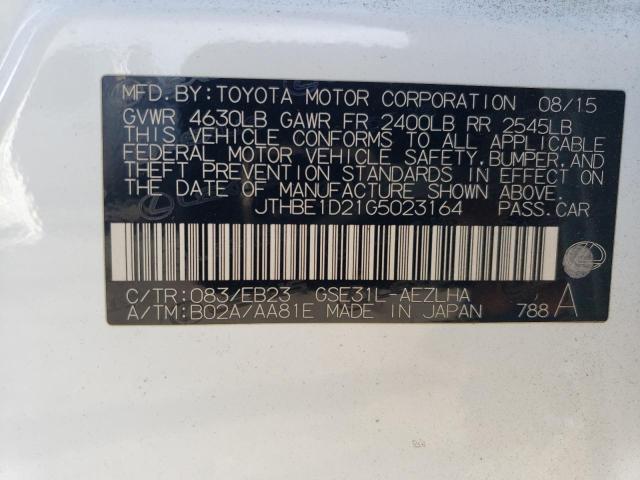 MFD. BY: TOYOTA MOTOR CORPORATION 08/15
GVWR 4630LB GAWR FR 2400LB RR 2545LB
THIS VEHICLE CONFORMS TO ALL APPLICABLE
FEDERAL MOTOR VEHICLE SAFETY, BUMPER, AND
THEFT PREVENTION STANDARDS IN EFFECT ON
THE DATE OF MANUFACTURE SHOWN ABOVE.
JTHBE1D21G5023164 PASS. CAR
C/TR: 083/EB23 GSE31L-AEZLHA
A/TM: B02A/AA81E MADE IN JAPAN 788 A